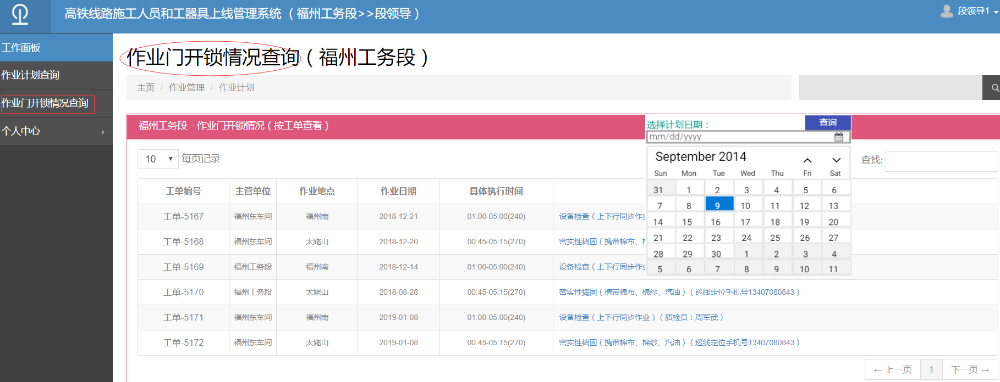 高铁线路施工人员和工器具上线管理系统（福州工务段>>段领导）
段领导1
工作面板
作业计划查询
作业门开锁情况查询
个人中心
作业门开锁情况查询（福州工务段）
主页 / 作业管理 / 作业计划
福州工务段 - 作业门开锁情况（按工单查看）
选择计划日期：
查询
mm/dd/yyyy
September 2014
Sun Mon Tue Wed Thu Fri Sat
31 1 2 3 4 5 6
7 8 9 10 11 12 13
14 15 16 17 18 19 20
21 22 23 24 25 26 27
28 29 30 1 2 3 4
5 6 7 8 9 10 11
10 每页记录
查找:
工单编号 主管单位 作业地点 作业日期 具体执行时间
工单-5167 福州东车间 福州南 2018-12-21 01:00-05:00(240) 设备检查（上下行同步作业
工单-5168 福州东车间 太姥山 2018-12-20 00:45-05:15(270) 密实性捣固（携带棉布、
工单-5169 福州工务段 福州南 2018-12-14 01:00-05:00(240) 设备检查（上下行同步作业
工单-5170 福州工务段 太姥山 2018-08-28 00:45-05:15(270) 密实性捣固（携带棉布、棉纱、汽油）（巡线定位手机号13407080843）
工单-5171 福州东车间 福州南 2019-01-08 01:00-05:00(240) 设备检查（上下行同步作业）（质检员：周军武）
工单-5172 福州东车间 太姥山 2019-01-08 00:45-05:15(270) 密实性捣固（携带棉布、棉纱、汽油）（巡线定位手机号13407080843）
← 上一页 1 下一页 →